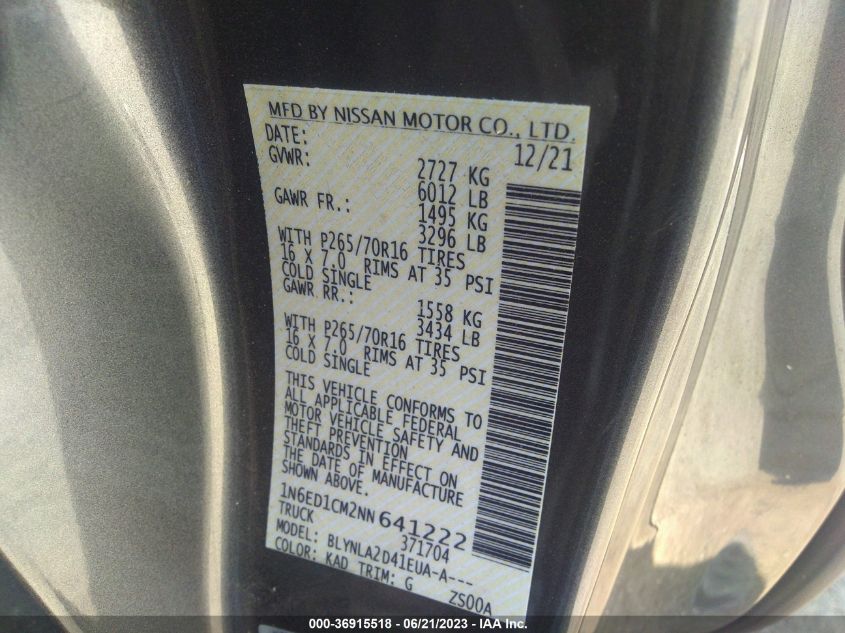 MFD BY NISSAN MOTOR CO., LTD.
DATE: 12/21
GVWR: 2727 KG
6012 LB
GAWR FR.: 1495 KG
3296 LB
WITH P265/70R16 TIRES
16 X 7.0 RIMS AT 35 PSI
COLD SINGLE
GAWR RR.: 1558 KG
3434 LB
WITH P265/70R16 TIRES
16 X 7.0 RIMS AT 35 PSI
COLD SINGLE
THIS VEHICLE CONFORMS TO
ALL APPLICABLE FEDERAL
MOTOR VEHICLE SAFETY AND
THEFT PREVENTION
STANDARDS IN EFFECT ON
THE DATE OF MANUFACTURE
SHOWN ABOVE.
1N6ED1CM2NN641222
TRUCK 371704
MODEL: BLYNLA2D41EUA-A---
COLOR: KAD TRIM: G ZS00A
000-36915518 - 06/21/2023 - IAA Inc.